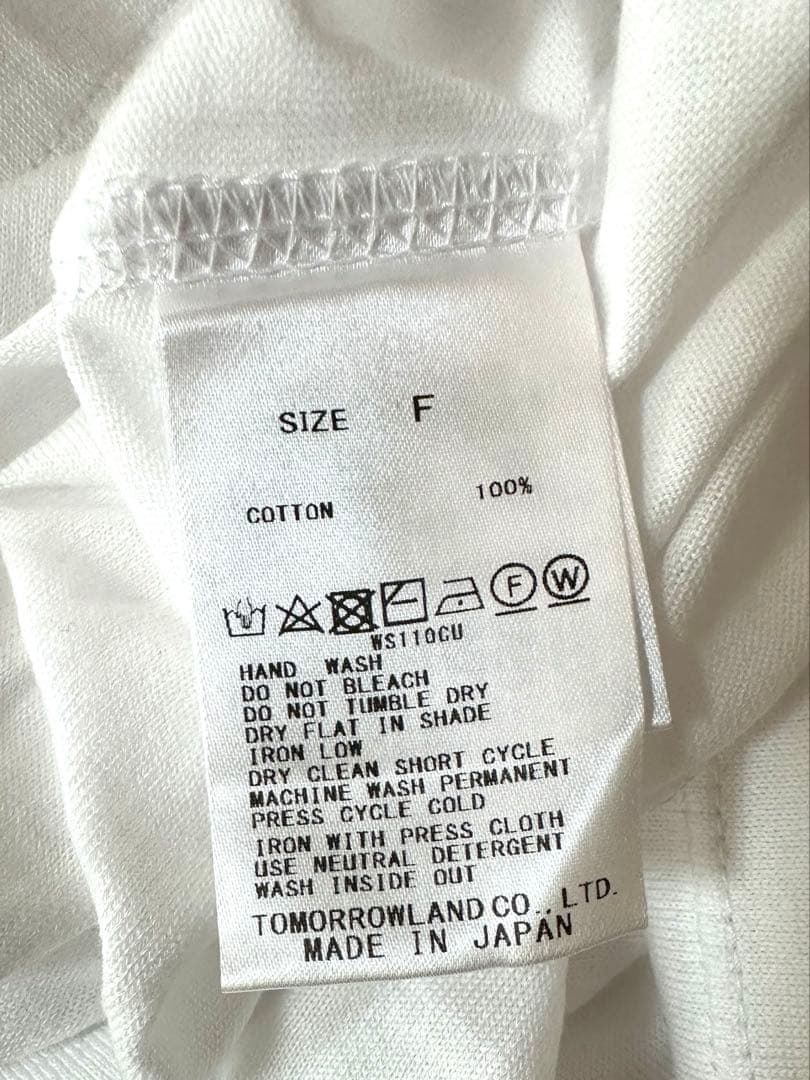 SIZE F
COTTON 100%
F W
WS110CU
HAND WASH
DO NOT BLEACH
DO NOT TUMBLE DRY
DRY FLAT IN SHADE
IRON LOW
DRY CLEAN SHORT CYCLE
MACHINE WASH PERMANENT
PRESS CYCLE COLD
IRON WITH PRESS CLOTH
USE NEUTRAL DETERGENT
WASH INSIDE OUT
TOMORROWLAND CO., LTD.
MADE IN JAPAN